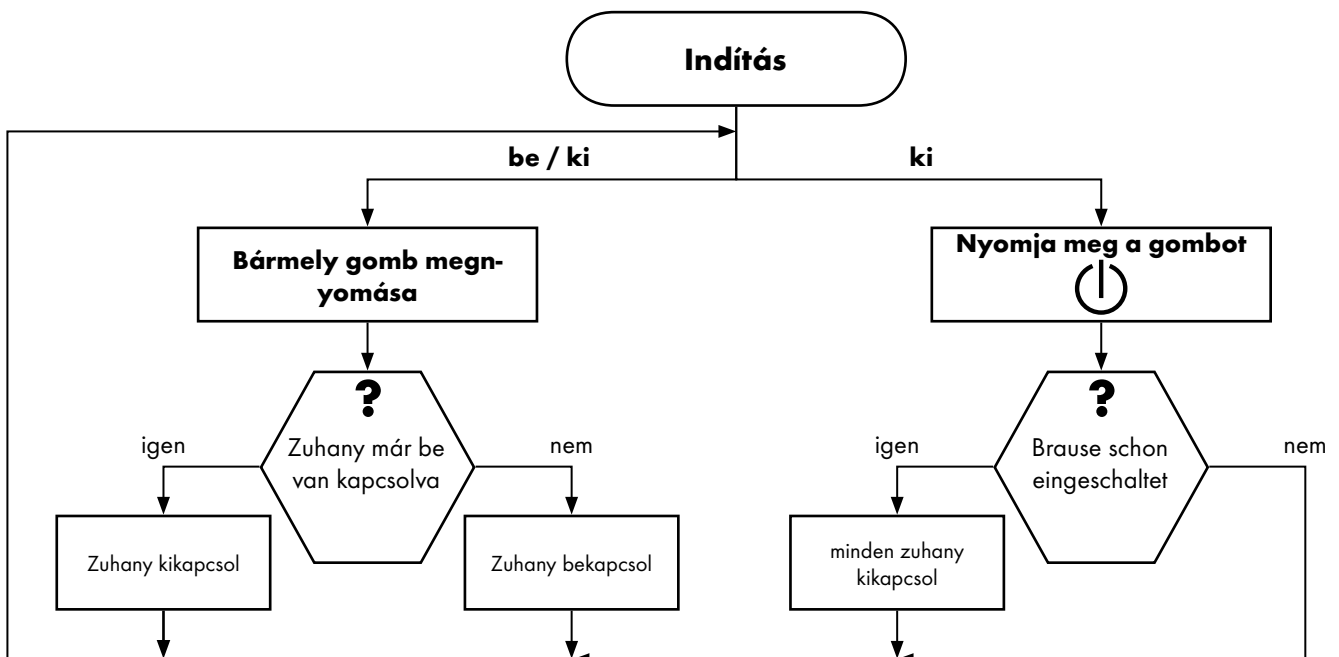 Indítás
be / ki
ki
Bármely gomb megn-
yomása
Nyomja meg a gombot
?
Zuhany már be
van kapcsolva
igen
nem
?
Brause schon
eingeschaltet
igen
nem
Zuhany kikapcsol
Zuhany bekapcsol
minden zuhany
kikapcsol